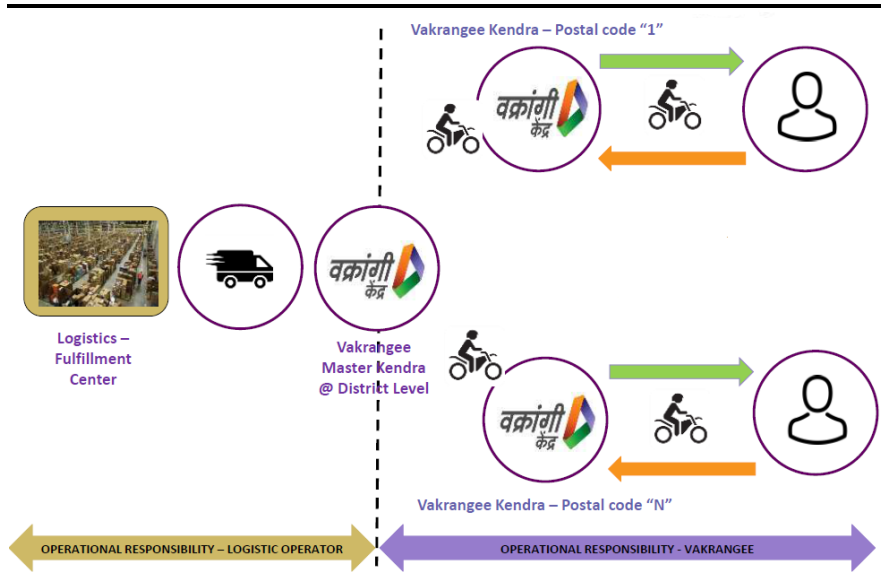 Vakrangee Kendra – Postal code “1”
वक्रांगी
केंद्र
वक्रांगी
केंद्र
Logistics –
Fulfillment
Center
Vakrangee
Master Kendra
@ District Level
वक्रांगी
केंद्र
Vakrangee Kendra – Postal code “N”
OPERATIONAL RESPONSIBILITY – LOGISTIC OPERATOR
OPERATIONAL RESPONSIBILITY - VAKRANGEE